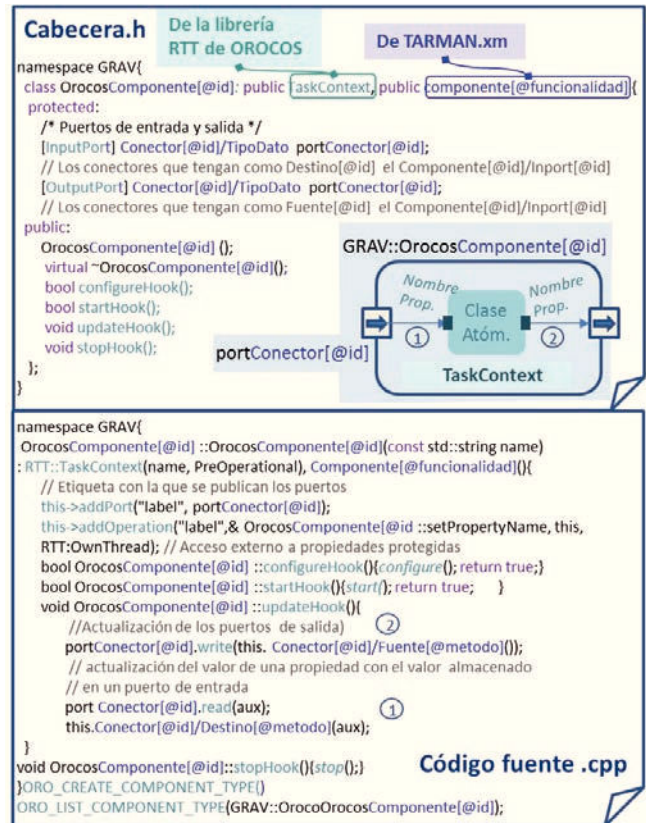 Cabecera.h
De la librería
RTT de OROCOS
De TARMAN.xm
namespace GRAV{
class OrocosComponente[@id]: public TaskContext, public componente[@funcionalidad]{
protected:
/* Puertos de entrada y salida */
[InputPort] Conector[@id]/TipoDato portConector[@id];
// Los conectores que tengan como Destino[@id] el Componente[@id]/Inport[@id]
[OutputPort] Conector[@id]/TipoDato portConector[@id];
// Los conectores que tengan como Fuente[@id] el Componente[@id]/Inport[@id]
public:
OrocosComponente[@id] ();
virtual ~OrocosComponente[@id]();
bool configureHook();
bool startHook();
void updateHook();
void stopHook();
};
}
GRAV::OrocosComponente[@id]
Nombre Prop.
1
Clase
Atóm.
Nombre Prop.
2
portConector[@id]
TaskContext
namespace GRAV{
OrocosComponente[@id] ::OrocosComponente[@id](const std::string name)
: RTT::TaskContext(name, PreOperational), Componente[@funcionalidad](){
// Etiqueta con la que se publican los puertos
this->addPort("label", portConector[@id]);
this->addOperation("label",& OrocosComponente[@id ::setPropertyName, this,
RTT:OwnThread); // Acceso externo a propiedades protegidas
bool OrocosComponente[@id] ::configureHook(){configure(); return true;}
bool OrocosComponente[@id] ::startHook(){start(); return true; }
void OrocosComponente[@id] ::updateHook(){
//Actualización de los puertos de salida) 2
portConector[@id].write(this. Conector[@id]/Fuente[@metodo]());
// actualización del valor de una propiedad con el valor almacenado
// en un puerto de entrada
port Conector[@id].read(aux); 1
this.Conector[@id]/Destino[@metodo](aux);
}
void OrocosComponente[@id]::stopHook(){stop();}
}ORO_CREATE_COMPONENT_TYPE()
ORO_LIST_COMPONENT_TYPE(GRAV::OrocoOrocosComponente[@id]);
Código fuente .cpp